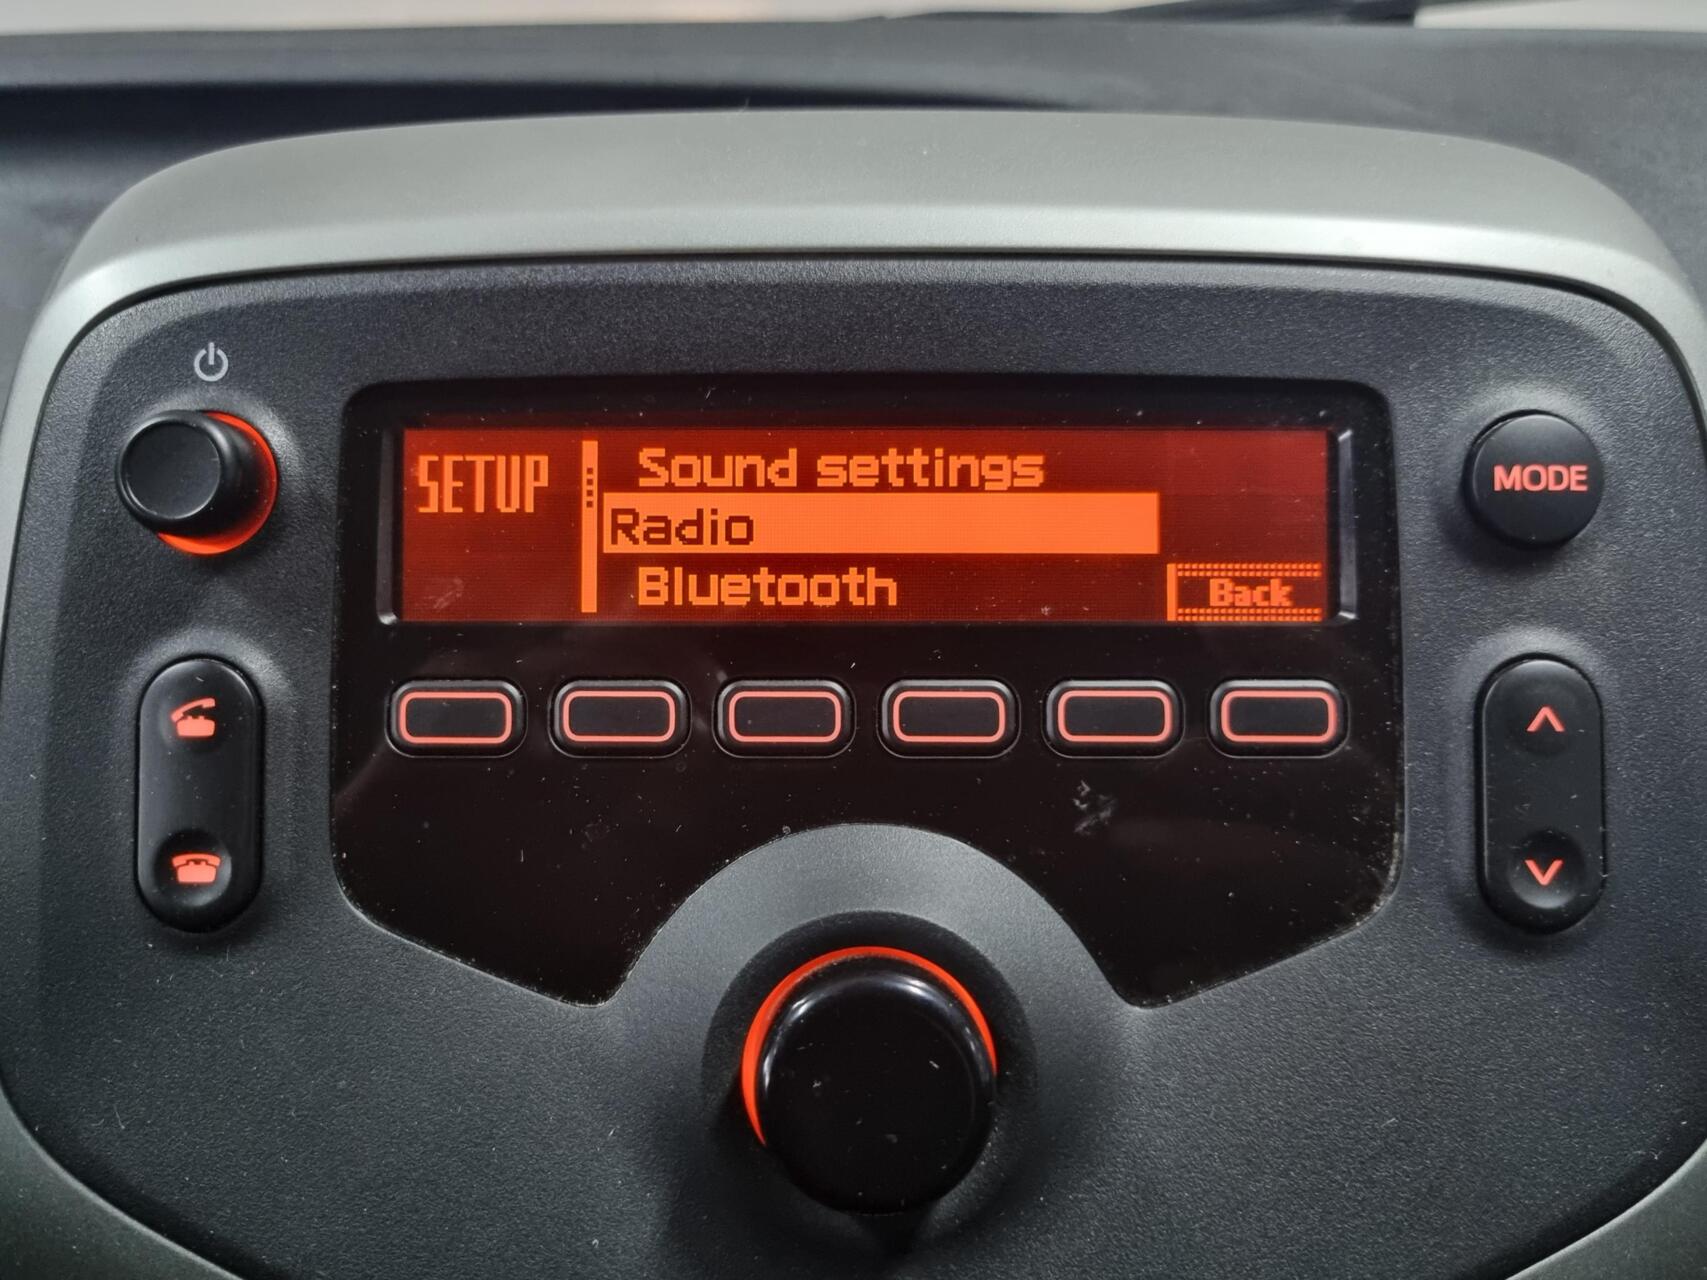 SETUP
Sound settings
Radio
Bluetooth
Back
MODE